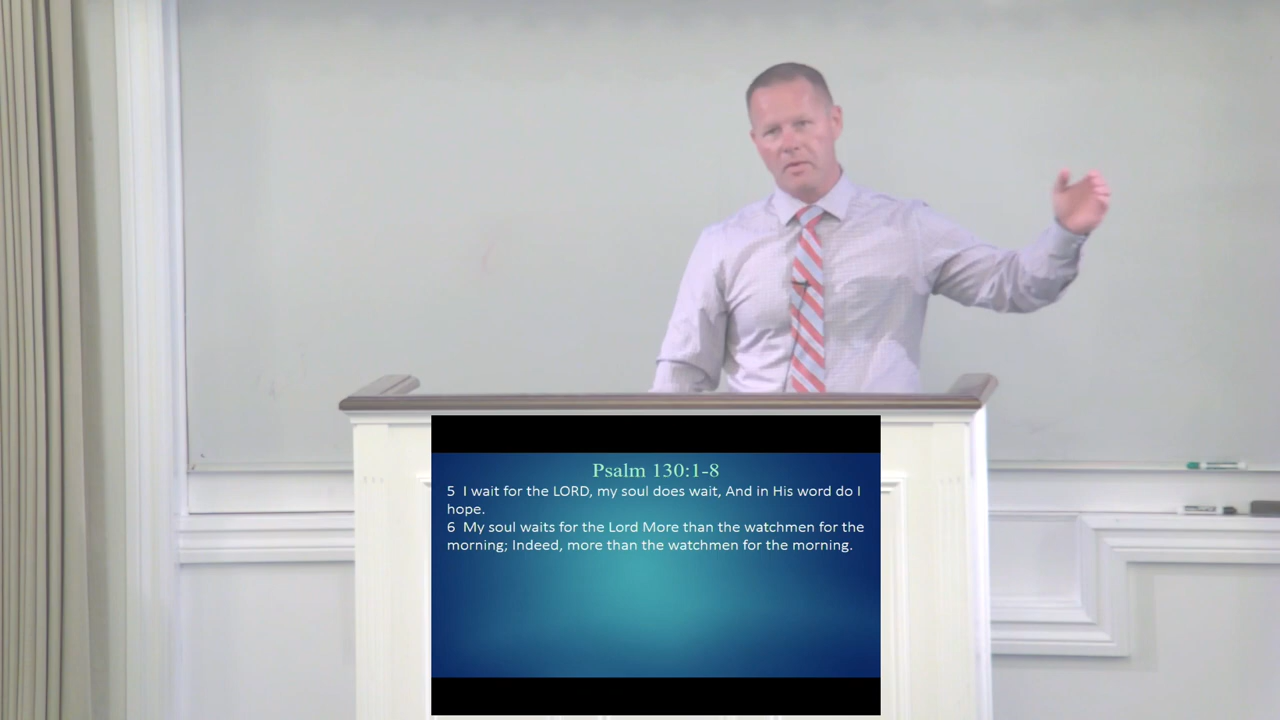 Psalm 130:1-8
5  I wait for the LORD, my soul does wait, And in His word do I
hope.
6  My soul waits for the Lord More than the watchmen for the
morning; Indeed, more than the watchmen for the morning.